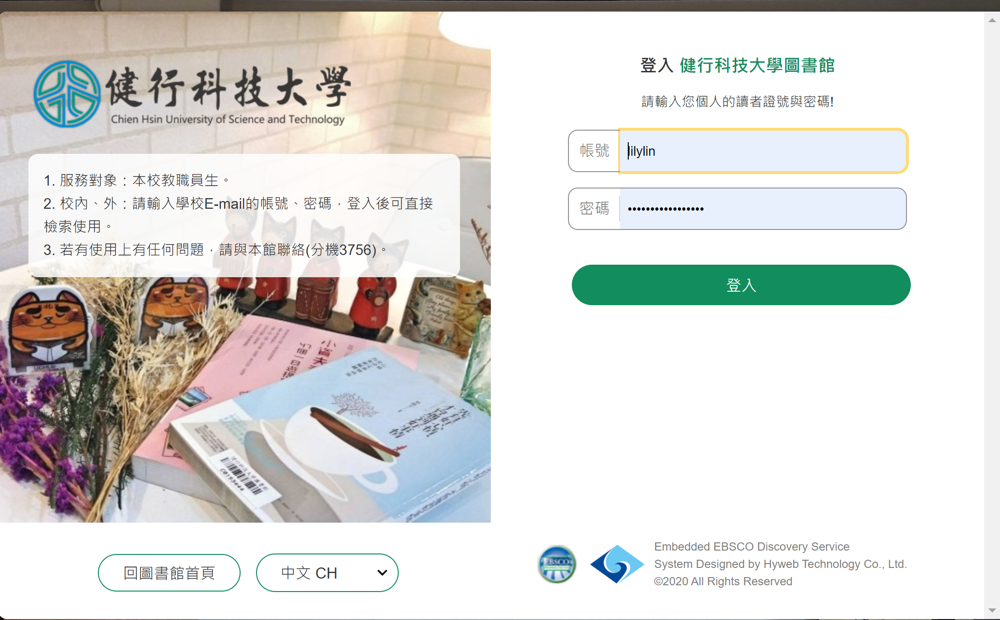 健行科技大學
Chien Hsin University of Science and Technology
1. 服務對象：本校教職員生。
2. 校內、外：請輸入學校E-mail的帳號、密碼，登入後可直接
檢索使用。
3. 若有使用上有任何問題，請與本館聯絡(分機3756)。
登入 健行科技大學圖書館
請輸入您個人的讀者證號與密碼!
帳號 lilylin
密碼 •••••••••••••••••
登入
回圖書館首頁
中文 CH
EBSCO
Embedded EBSCO Discovery Service
System Designed by Hyweb Technology Co., Ltd.
©2020 All Rights Reserved